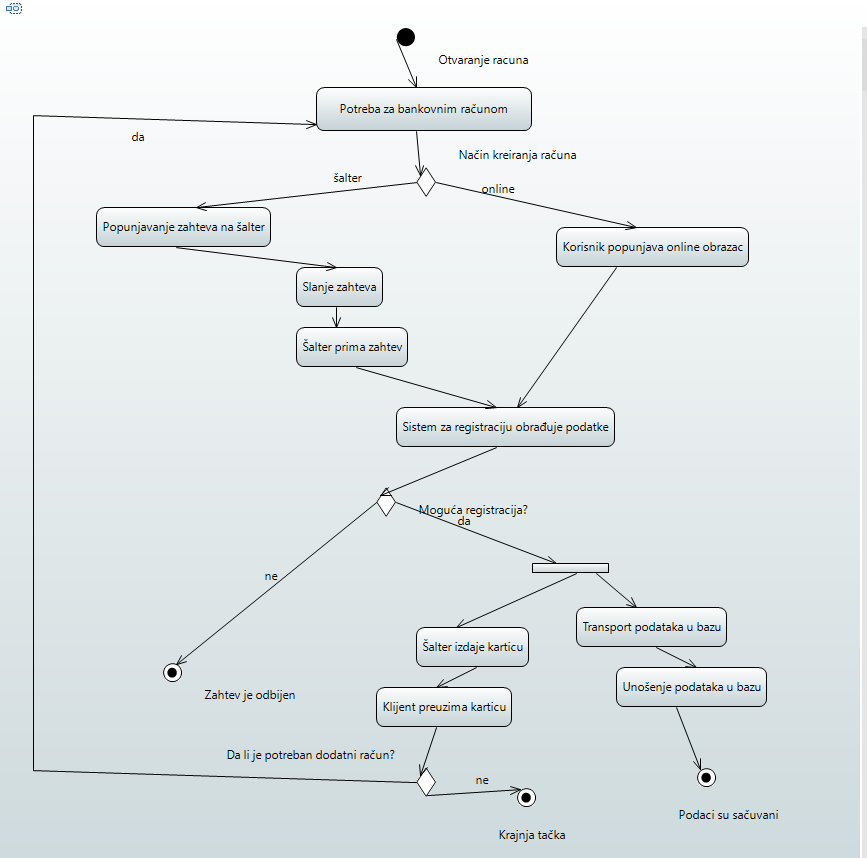 Otvaranje racuna
Potreba za bankovnim računom
da
Način kreiranja računa
šalter
online
Popunjavanje zahteva na šalter
Korisnik popunjava online obrazac
Slanje zahteva
Šalter prima zahtev
Sistem za registraciju obrađuje podatke
Moguća registracija?
da
ne
Šalter izdaje karticu
Transport podataka u bazu
Zahtev je odbijen
Unošenje podataka u bazu
Klijent preuzima karticu
Da li je potreban dodatni račun?
ne
Podaci su sačuvani
Krajnja tačka